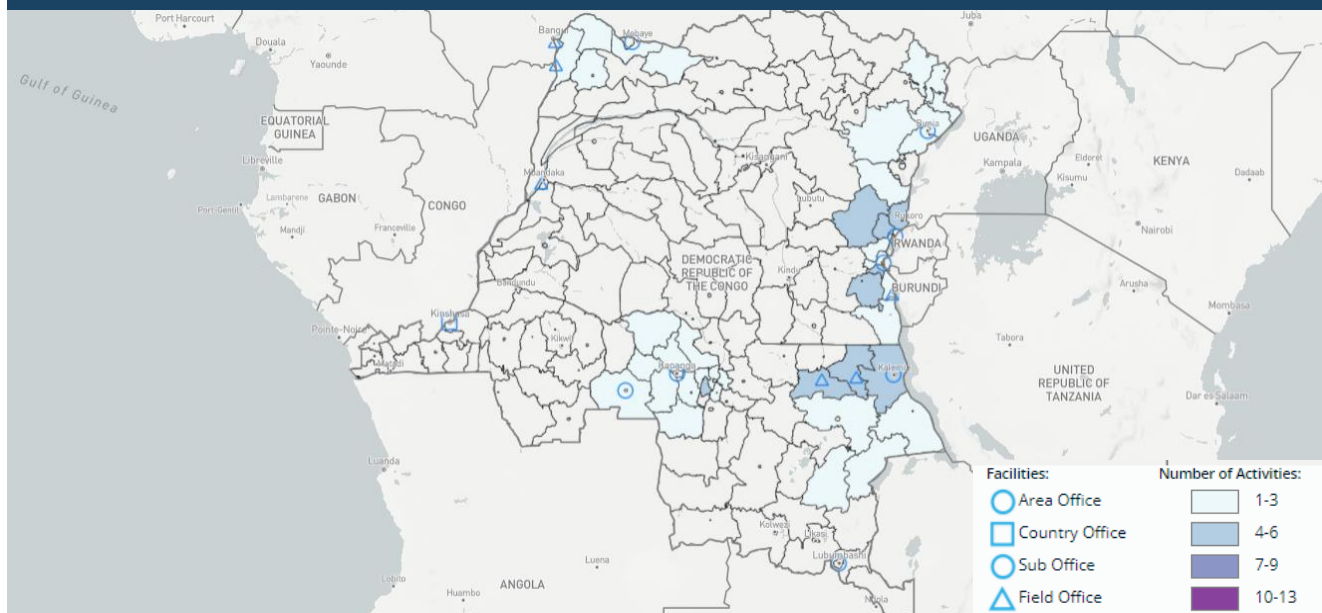 Port Harcourt
Juba
Douala
Yaounde
Bangui
Mobaye
Gulf of Guinea
EQUATORIAL
GUINEA
Bunia
UGANDA
Libreville
Kisangani
Kampala
Eldoret
KENYA
Mbandaka
Kisumu
Dadaab
Port-Gentil
Lambarene
GABON
CONGO
Lubutu
Mandji
Franceville
Nairobi
RWANDA
DEMOCRATIC
REPUBLIC OF
THE CONGO
Kindu
Bandundu
BURUNDI
Arusha
Mombasa
Pointe-Noire
Kinshasa
Tabora
Matadi
Kikwit
Kananga
Kalemie
UNITED
REPUBLIC OF
TANZANIA
Dar es Salaam
Luanda
Kolwezi
Likasi
Lubumbashi
Luena
Lobito
Huambo
ANGOLA
Ndola
Facilities:
Number of Activities:
Area Office
1-3
Country Office
4-6
Sub Office
7-9
Field Office
10-13